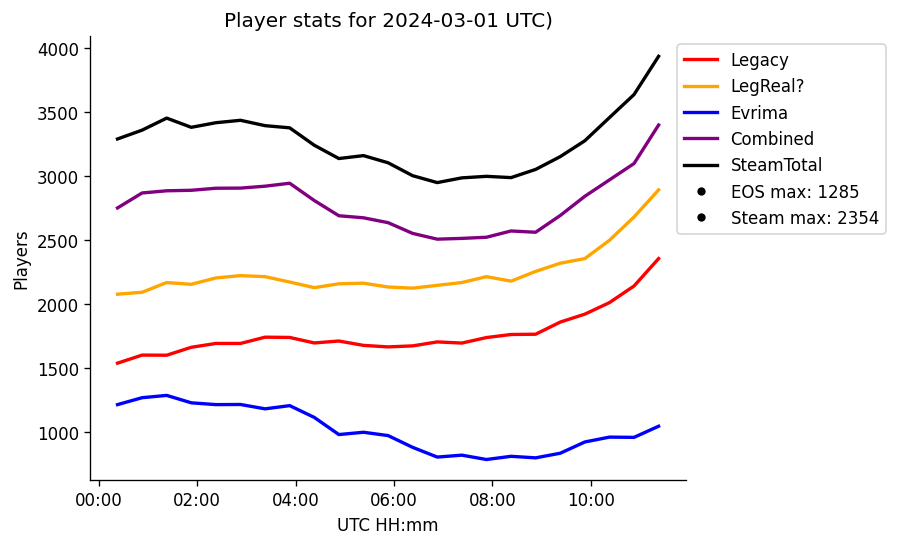 Player stats for 2024-03-01 UTC)
4000
3500
3000
2500
2000
1500
1000
Players
00:00 02:00 04:00 06:00 08:00 10:00
UTC HH:mm
Legacy
LegReal?
Evrima
Combined
SteamTotal
EOS max: 1285
Steam max: 2354